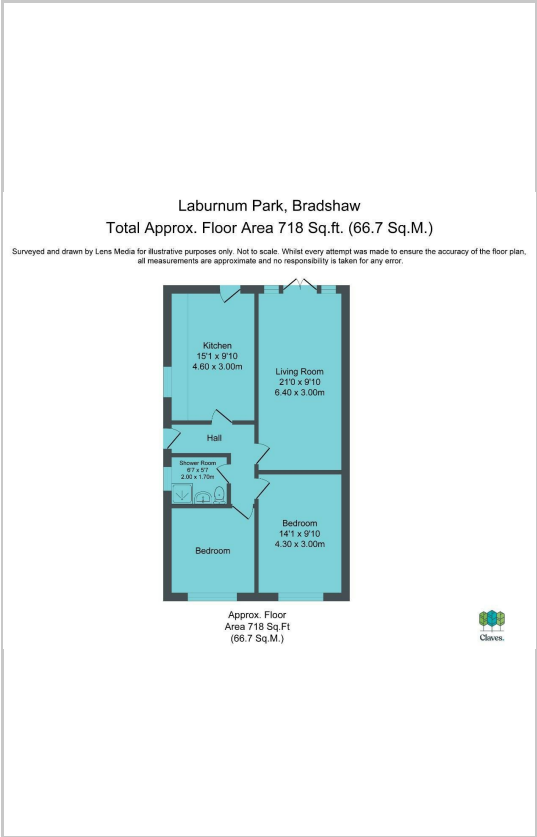 Laburnum Park, Bradshaw
Total Approx. Floor Area 718 Sq.ft. (66.7 Sq.M.)
Surveyed and drawn by Lens Media for illustrative purposes only. Not to scale. Whilst every attempt was made to ensure the accuracy of the floor plan,
all measurements are approximate and no responsibility is taken for any error.
Kitchen
15'1 x 9'10
4.60 x 3.00m
Living Room
21'0 x 9'10
6.40 x 3.00m
Hall
Shower Room
6'7 x 5'7
2.00 x 1.70m
Bedroom
14'1 x 9'10
4.30 x 3.00m
Bedroom
Approx. Floor
Area 718 Sq.Ft
(66.7 Sq.M.)
Claves.